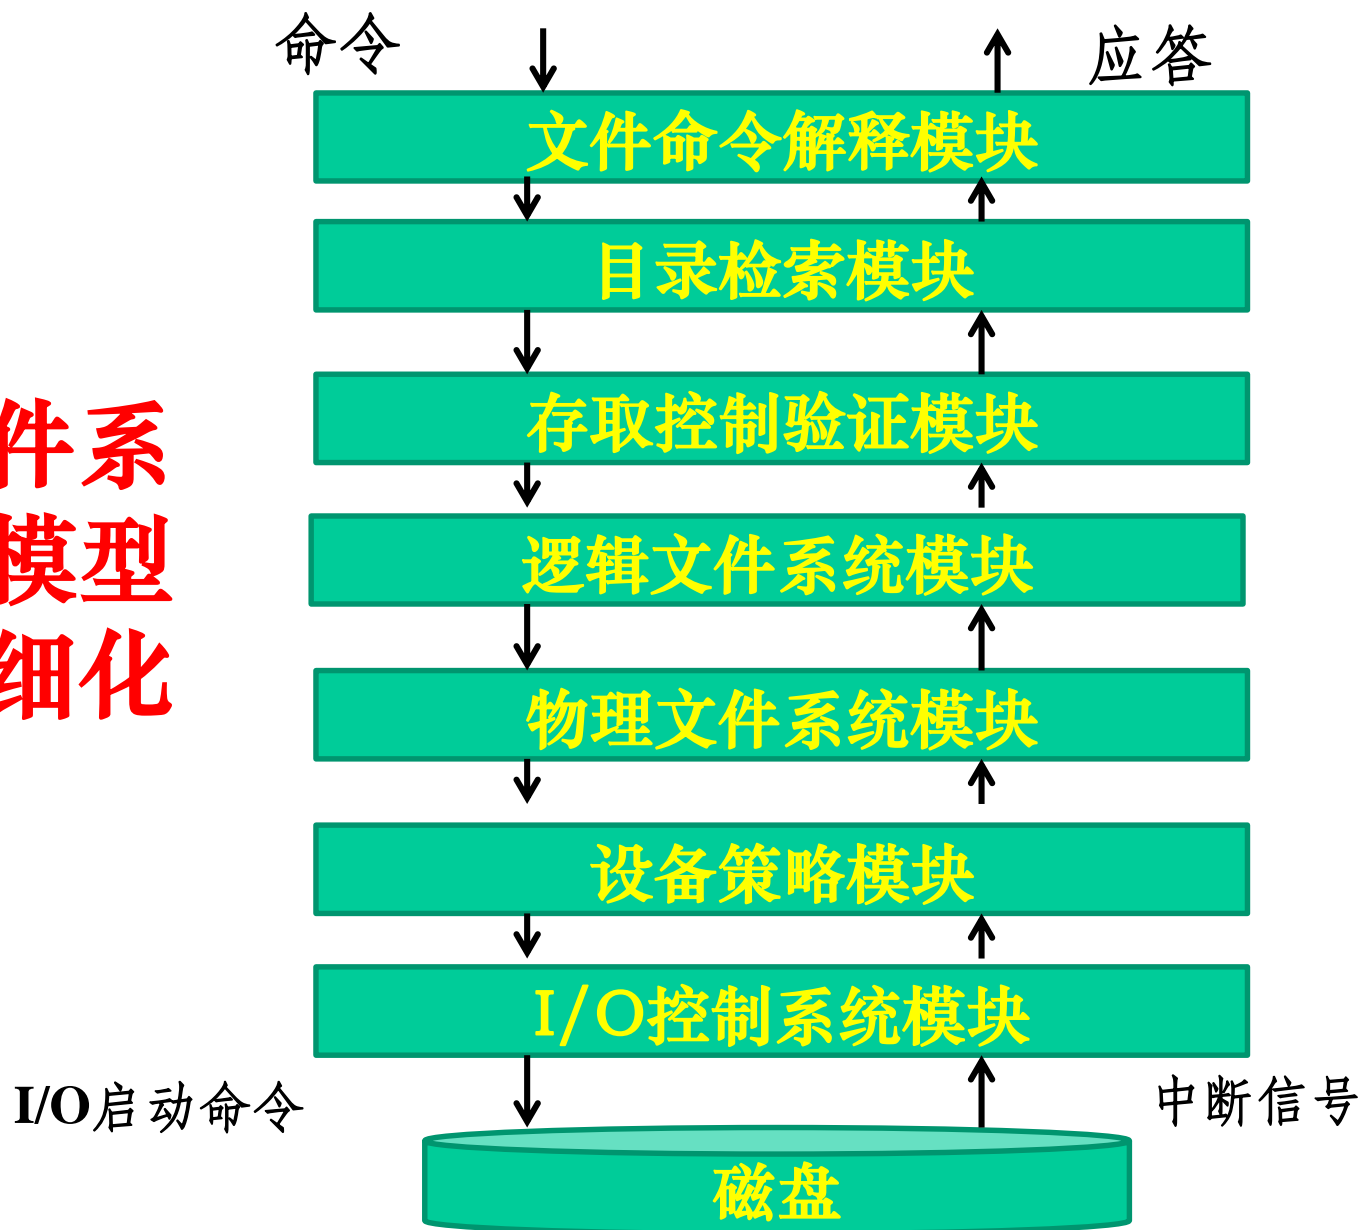 命令
应答
文件命令解释模块
目录检索模块
存取控制验证模块
件系
模型
细化
逻辑文件系统模块
物理文件系统模块
设备策略模块
I/O控制系统模块
I/O启动命令
中断信号
磁盘